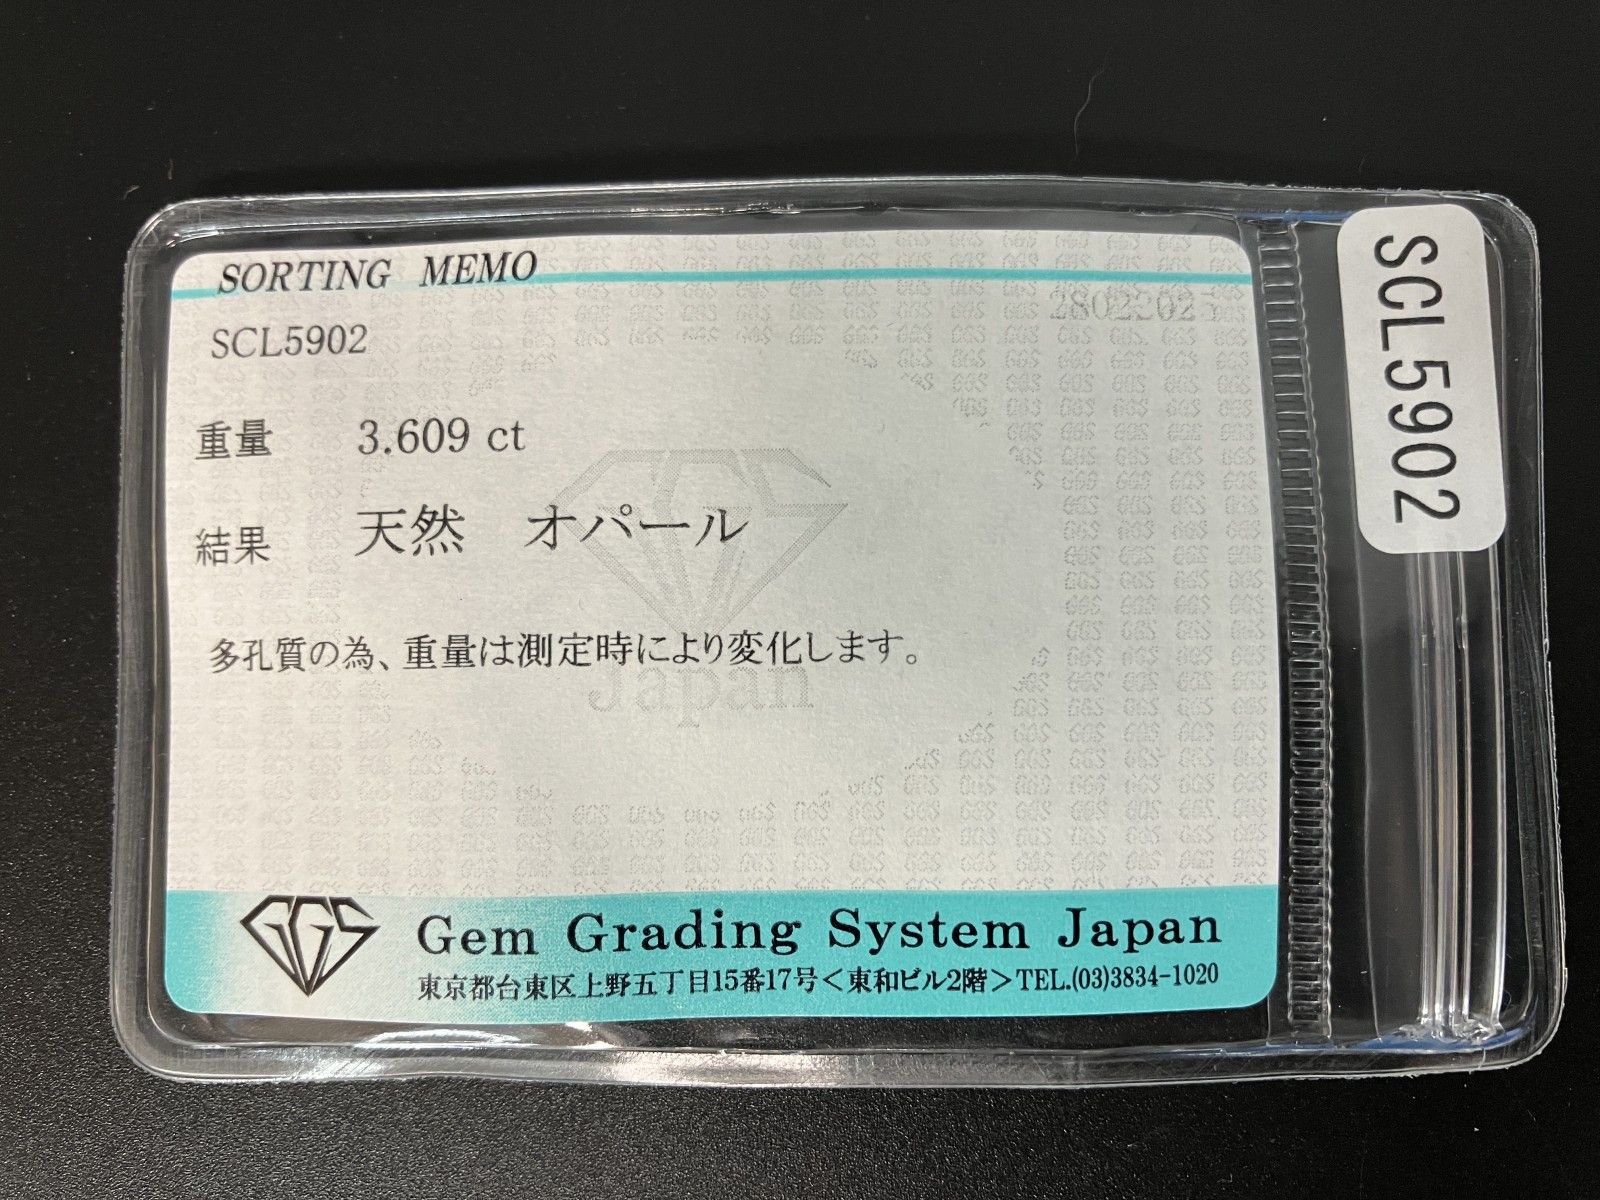 SORTING MEMO
SCL5902
重量 3.609 ct
結果 天然 オパール
多孔質の為、重量は測定時により変化します。
Japan
GGS
Gem Grading System Japan
東京都台東区上野五丁目15番17号<東和ビル2階>TEL.(03)3834-1020
SCL5902